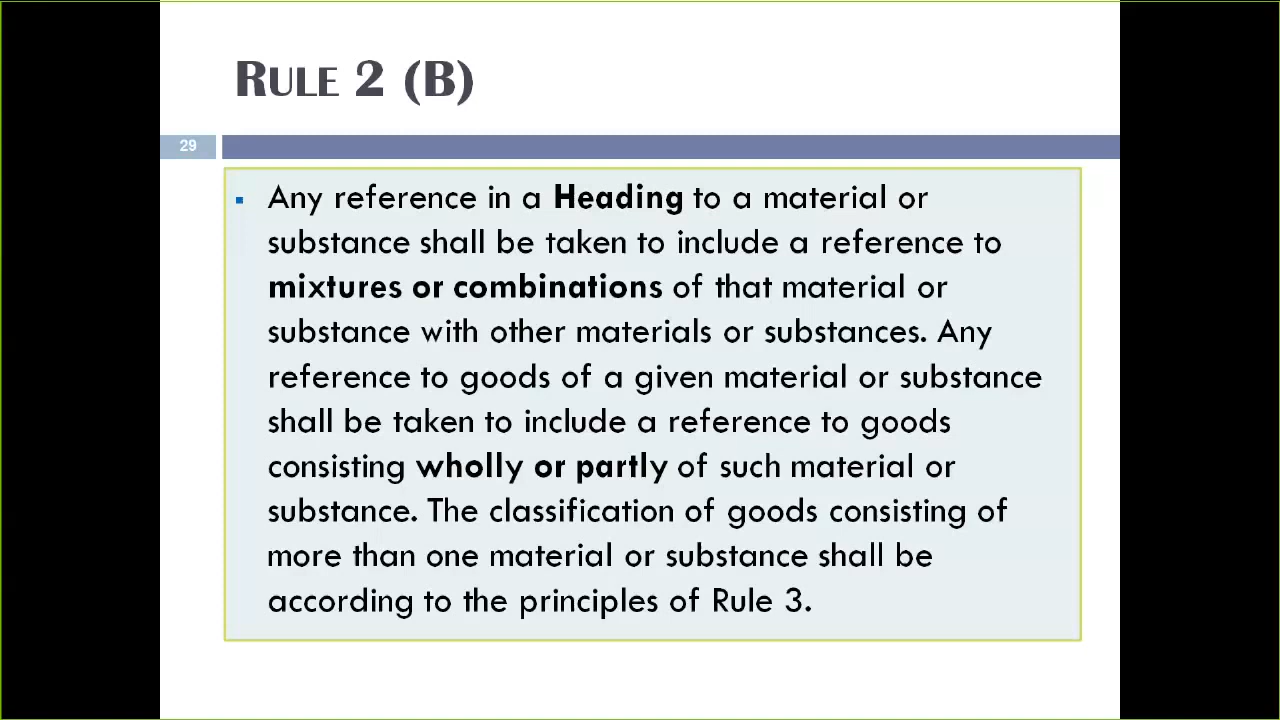 RULE 2 (B)
29
Any reference in a Heading to a material or
substance shall be taken to include a reference to
mixtures or combinations of that material or
substance with other materials or substances. Any
reference to goods of a given material or substance
shall be taken to include a reference to goods
consisting wholly or partly of such material or
substance. The classification of goods consisting of
more than one material or substance shall be
according to the principles of Rule 3.